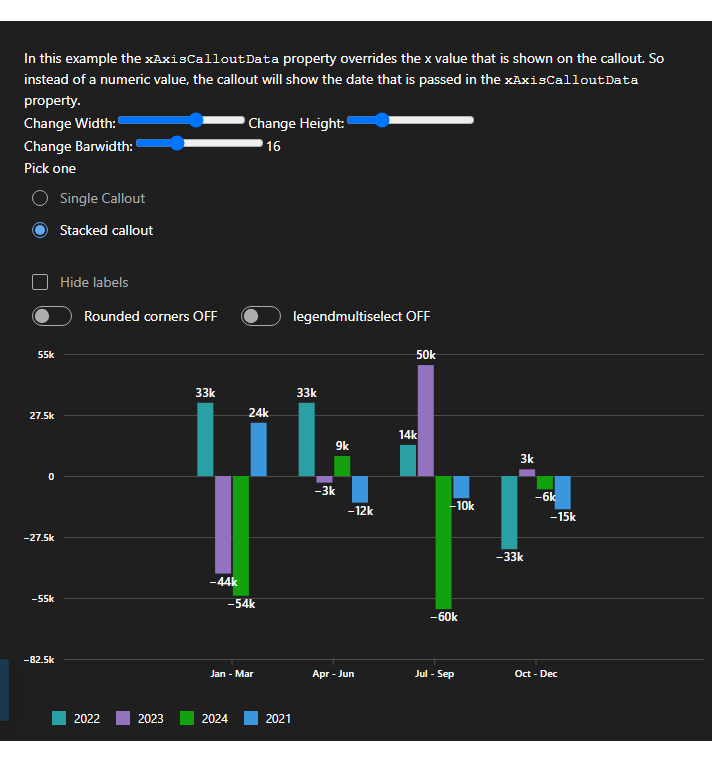 In this example the xAxisCalloutData property overrides the x value that is shown on the callout. So
instead of a numeric value, the callout will show the date that is passed in the xAxisCalloutData
property.
Change Width: Change Height:
Change Barwidth: 16
Pick one
Single Callout
Stacked callout
Hide labels
Rounded corners OFF legendmultiselect OFF
55k 50k
33k 33k
24k
27.5k
14k
9k
3k
0
−3k
−6k
−10k
−12k
−15k
−27.5k
−33k
−44k
−55k
−54k
−60k
−82.5k
Jan - Mar Apr - Jun Jul - Sep Oct - Dec
2022 2023 2024 2021